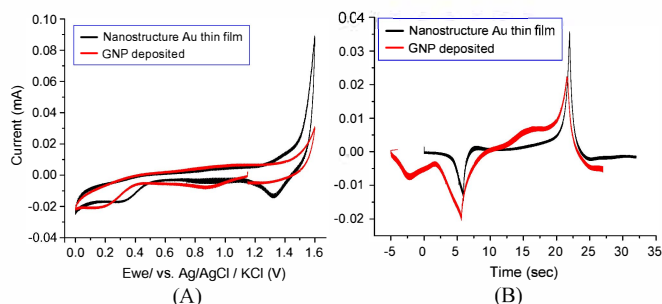 Nanostructure Au thin film
GNP deposited
Current (mA)
0.10
0.08
0.06
0.04
0.02
0.00
-0.02
-0.04
0.0 0.2 0.4 0.6 0.8 1.0 1.2 1.4 1.6
Ewe/ vs. Ag/AgCl / KCl (V)
(A)
Nanostructure Au thin film
GNP deposited
0.04
0.03
0.02
0.01
0.00
-0.01
-0.02
-5 0 5 10 15 20 25 30 35
Time (sec)
(B)